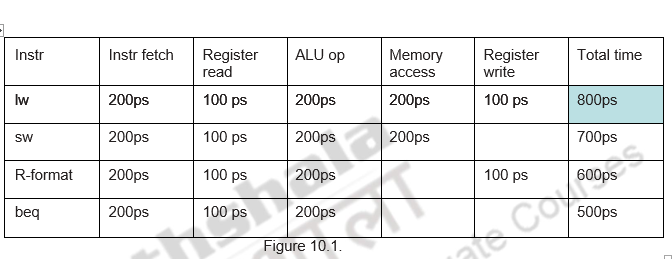 Instr Instr fetch Register read ALU op Memory access Register write Total time
lw 200ps 100 ps 200ps 200ps 100 ps 800ps
sw 200ps 100 ps 200ps 200ps 700ps
R-format 200ps 100 ps 200ps 100 ps 600ps
beq 200ps 100 ps 200ps 500ps
Figure 10.1.